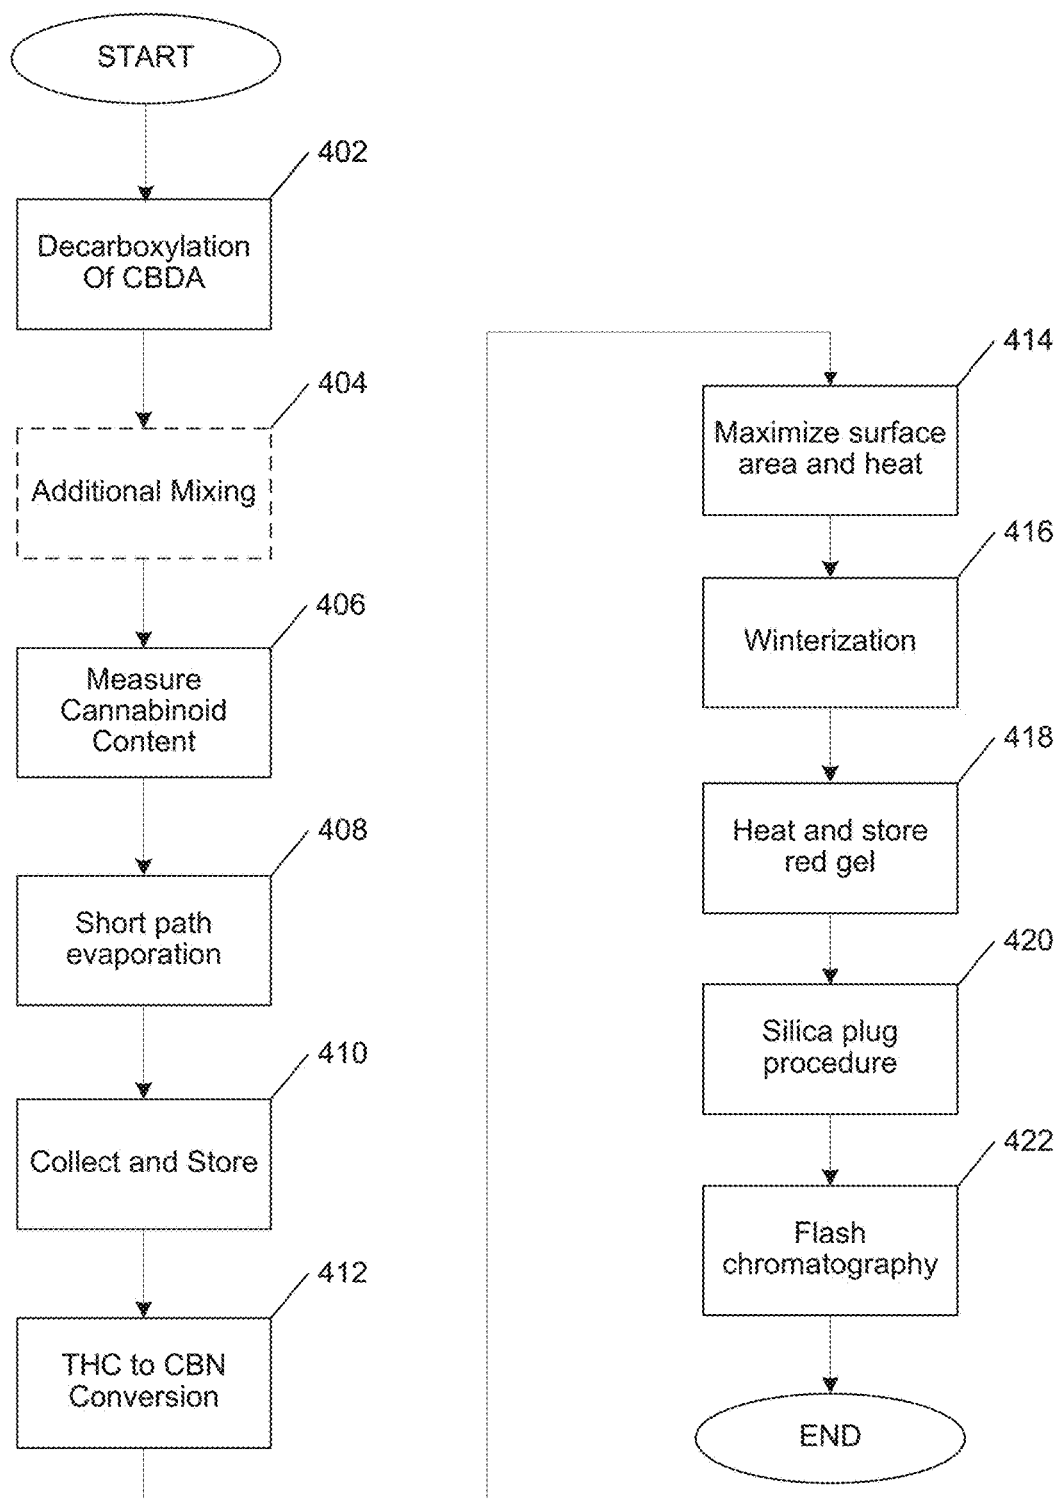 START
402
Decarboxylation
Of CBDA
404
Additional Mixing
406
Measure
Cannabinoid
Content
408
Short path
evaporation
410
Collect and Store
412
THC to CBN
Conversion
414
Maximize surface
area and heat
416
Winterization
418
Heat and store
red gel
420
Silica plug
procedure
422
Flash
chromatography
END